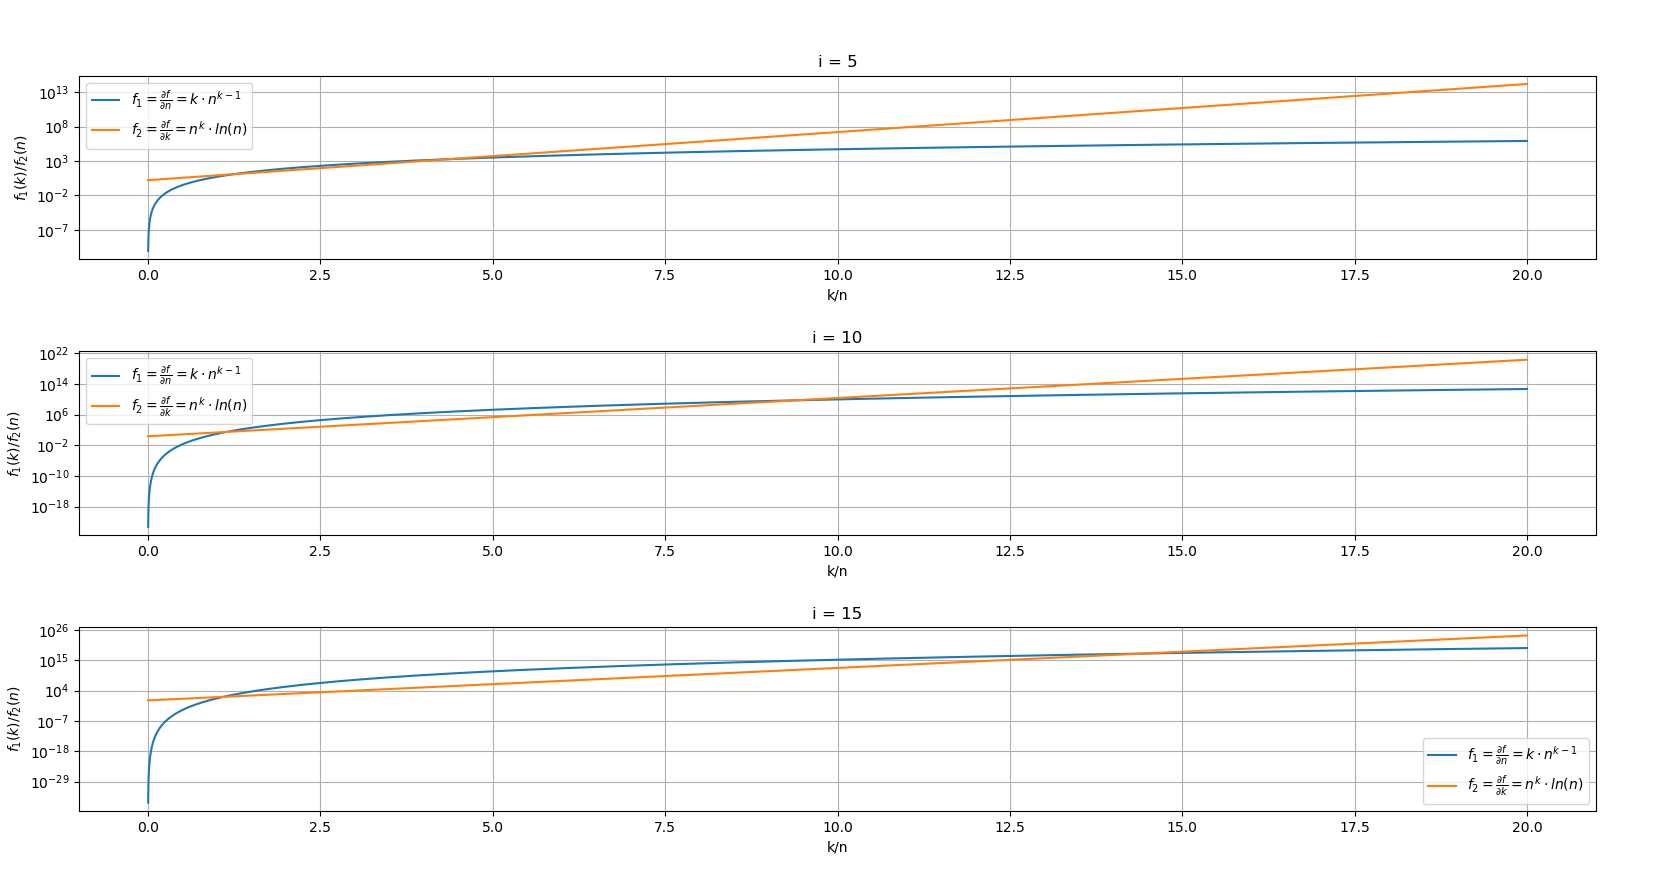 i = 5
f₁ = ∂f/∂n = k · n^{k−1}
f₂ = ∂f/∂k = n^k · ln(n)
f₁(k)/f₂(n)
10^{13}
10^{8}
10^{3}
10^{−2}
10^{−7}
0.0 2.5 5.0 7.5 10.0 12.5 15.0 17.5 20.0
k/n
i = 10
f₁ = ∂f/∂n = k · n^{k−1}
f₂ = ∂f/∂k = n^k · ln(n)
f₁(k)/f₂(n)
10^{22}
10^{14}
10^{6}
10^{−2}
10^{−10}
10^{−18}
0.0 2.5 5.0 7.5 10.0 12.5 15.0 17.5 20.0
k/n
i = 15
f₁(k)/f₂(n)
10^{26}
10^{15}
10^{4}
10^{−7}
10^{−18}
10^{−29}
f₁ = ∂f/∂n = k · n^{k−1}
f₂ = ∂f/∂k = n^k · ln(n)
0.0 2.5 5.0 7.5 10.0 12.5 15.0 17.5 20.0
k/n